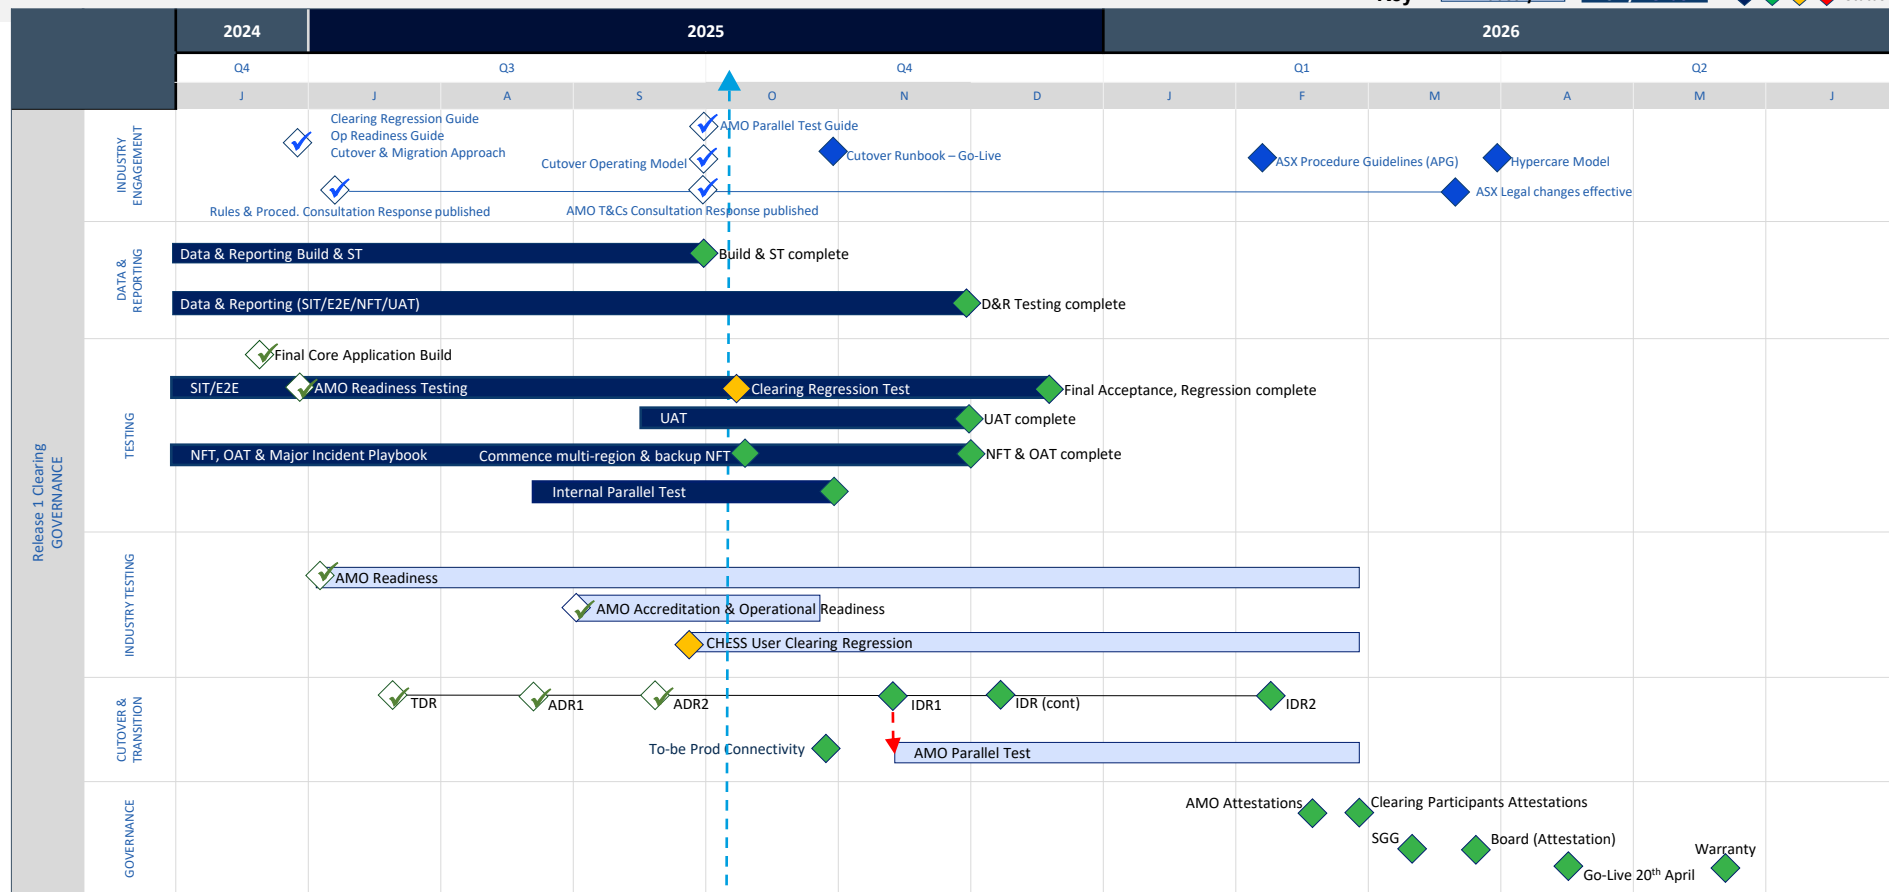 2024
2025
2026
Q4
Q3
Q4
Q1
Q2
J
J
A
S
O
N
D
J
F
M
A
M
J
Release 1 Clearing
GOVERNANCE
INDUSTRY
ENGAGEMENT
Clearing Regression Guide
Op Readiness Guide
Cutover & Migration Approach
AMO Parallel Test Guide
Cutover Operating Model
Cutover Runbook – Go-Live
ASX Procedure Guidelines (APG)
Hypercare Model
ASX Legal changes effective
Rules & Proced. Consultation Response published
AMO T&Cs Consultation Response published
DATA &
REPORTING
Data & Reporting Build & ST
Build & ST complete
Data & Reporting (SIT/E2E/NFT/UAT)
D&R Testing complete
TESTING
Final Core Application Build
SIT/E2E
AMO Readiness Testing
Clearing Regression Test
Final Acceptance, Regression complete
UAT
UAT complete
NFT, OAT & Major Incident Playbook
Commence multi-region & backup NFT
NFT & OAT complete
Internal Parallel Test
INDUSTRY TESTING
AMO Readiness
AMO Accreditation & Operational Readiness
CHESS User Clearing Regression
CUTOVER &
TRANSITION
TDR
ADR1
ADR2
IDR1
IDR (cont)
IDR2
To-be Prod Connectivity
AMO Parallel Test
GOVERNANCE
AMO Attestations
Clearing Participants Attestations
SGG
Board (Attestation)
Warranty
Go-Live 20th April